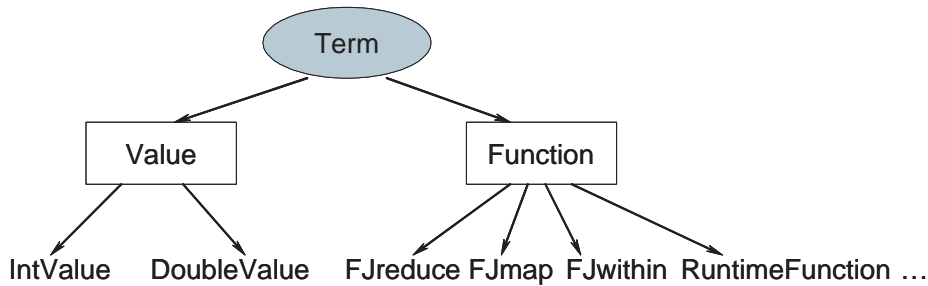 Term
Value Function
IntValue DoubleValue FJreduce FJmap FJwithin RuntimeFunction …